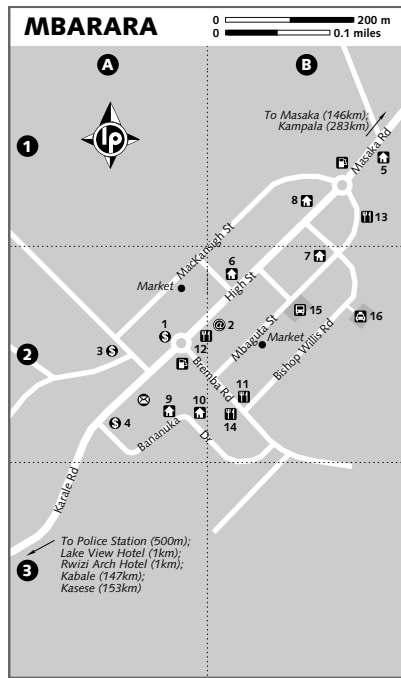 MBARARA
0 200 m
0 0.1 miles
A
B
1
To Masaka (146km);
Kampala (283km)
Masaka Rd
5
8
13
MacKansigh St
6
7
Market
High St
15
16
1
2
12
Mbaguta St
Market
Bishop Willis Rd
2
3
Bremba Rd
11
9
10
14
4
Bananuka Dr
Karale Rd
3
To Police Station (500m);
Lake View Hotel (1km);
Rwizi Arch Hotel (1km);
Kabale (147km);
Kasese (153km)
lp
$
$
$
@